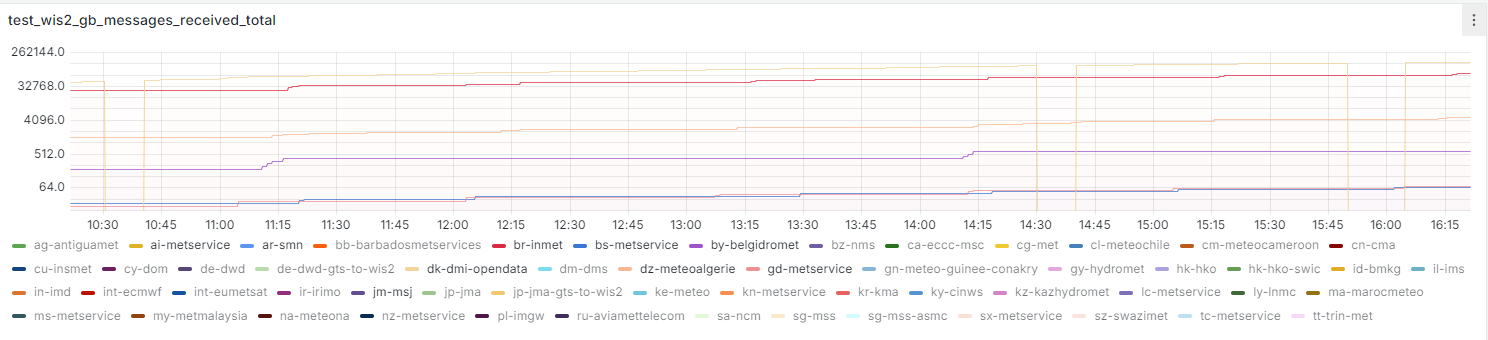 test_wis2_gb_messages_received_total
262144.0
32768.0
4096.0
512.0
64.0
10:30 10:45 11:00 11:15 11:30 11:45 12:00 12:15 12:30 12:45 13:00 13:15 13:30 13:45 14:00 14:15 14:30 14:45 15:00 15:15 15:30 15:45 16:00 16:15
ag-antiguamet ai-metservice ar-smn bb-barbadosmetservices br-inmet bs-metservice by-belgidromet bz-nms ca-eccc-msc cg-met cl-meteochile cm-meteocameroon cn-cma
cu-insmet cy-dom de-dwd de-dwd-gts-to-wis2 dk-dmi-opendata dm-dms dz-meteoalgerie gd-metservice gn-meteo-guinee-conakry gy-hydromet hk-hko hk-hko-swic id-bmkg il-ims
in-imd int-ecmwf int-eumetsat ir-irimo jm-msj jp-jma jp-jma-gts-to-wis2 ke-meteo kn-metservice kr-kma ky-cinws kz-kazhydromet lc-metservice ly-lnmc ma-marocmeteo
ms-metservice my-metmalaysia na-meteona nz-metservice pl-imgw ru-aviamettelecom sa-ncm sg-mss sg-mss-asmc sx-metservice sz-swazimet tc-metservice tt-trin-met